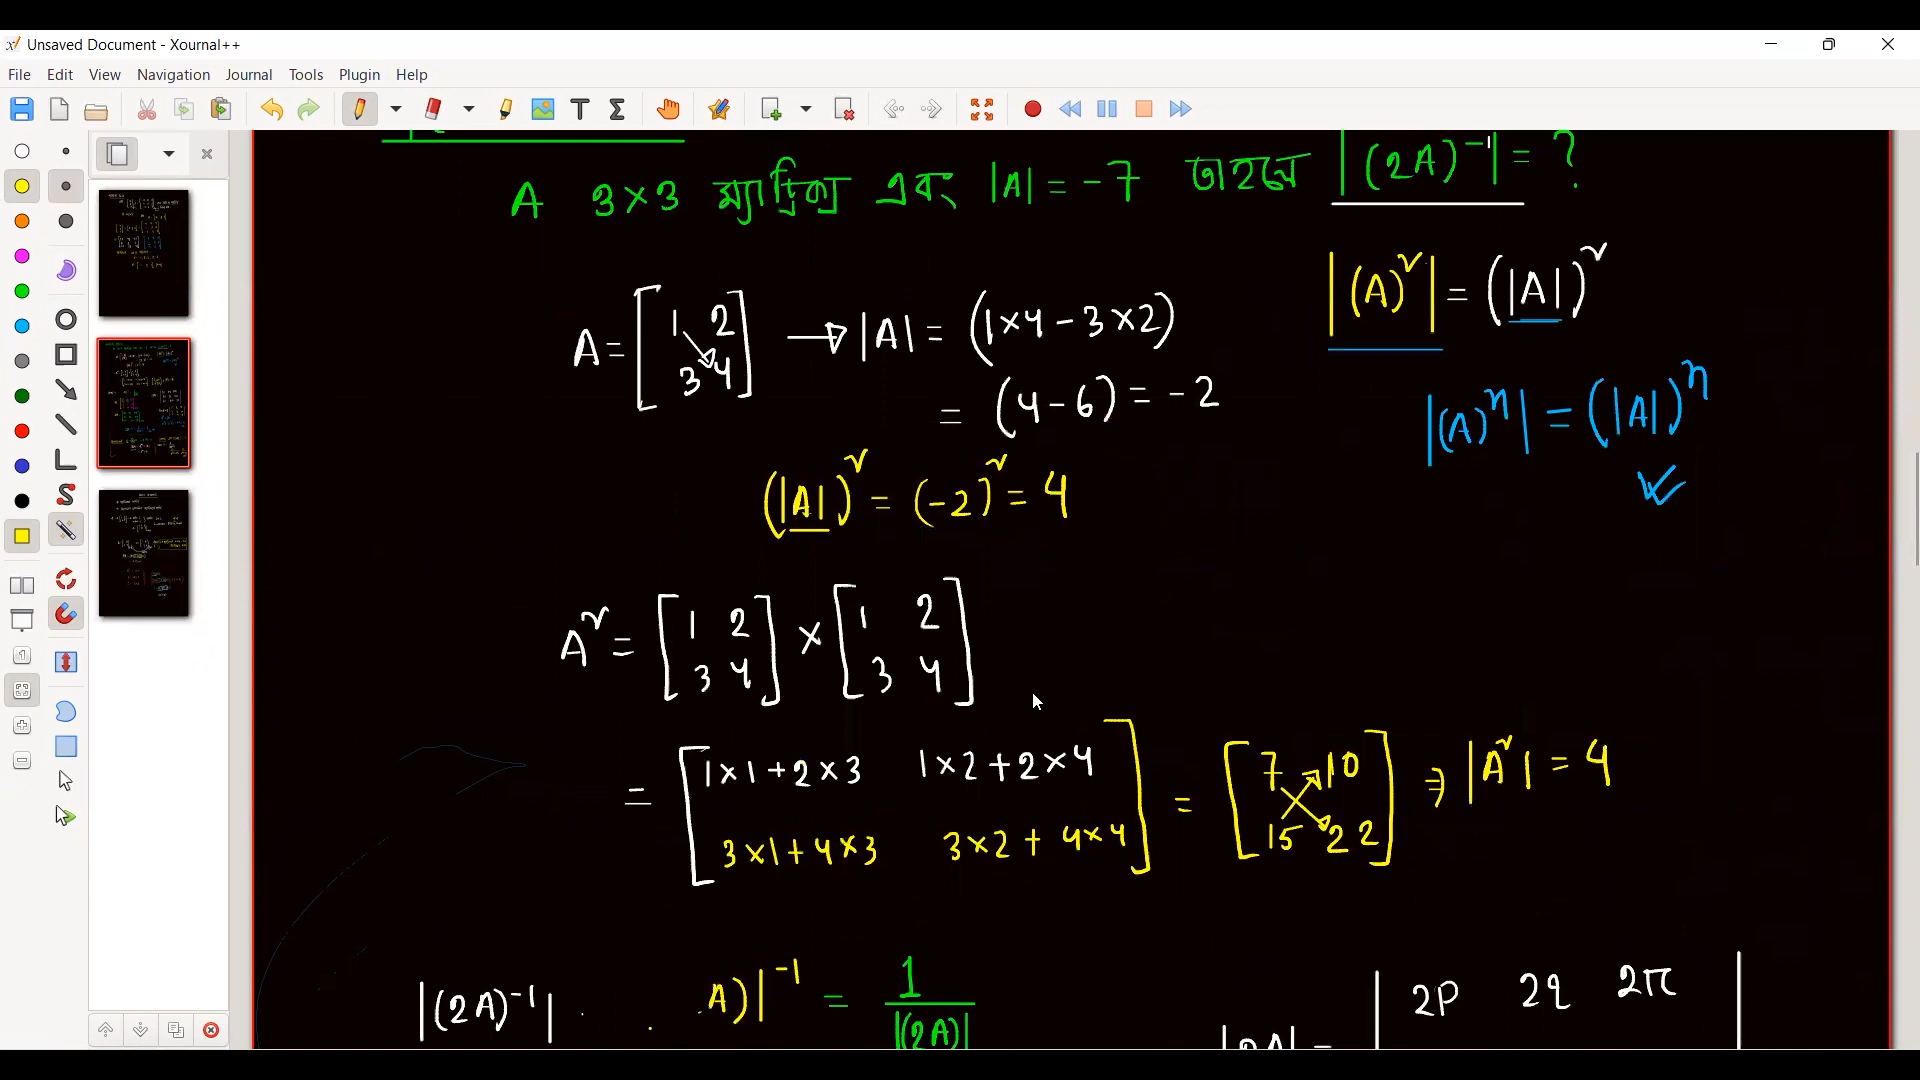 Unsaved Document - Xournal++
File Edit View Navigation Journal Tools Plugin Help
A 3×3 ম্যাট্রিক্স এবং |A| = -7 তাহলে |(2A)⁻¹| = ?
|(A)²| = (|A|)²
A = [1 2; 3 4] → |A| = (1×4 - 3×2)
= (4-6) = -2
|(A)ⁿ| = (|A|)ⁿ
(|A|)² = (-2)² = 4
A² = [1 2; 3 4] × [1 2; 3 4]
= [1×1+2×3 1×2+2×4; 3×1+4×3 3×2+4×4] = [7 10; 15 22] ⇒ |A²| = 4
|(2A)⁻¹| A)|⁻¹ = 1/|(2A)|
2p 2q 2r